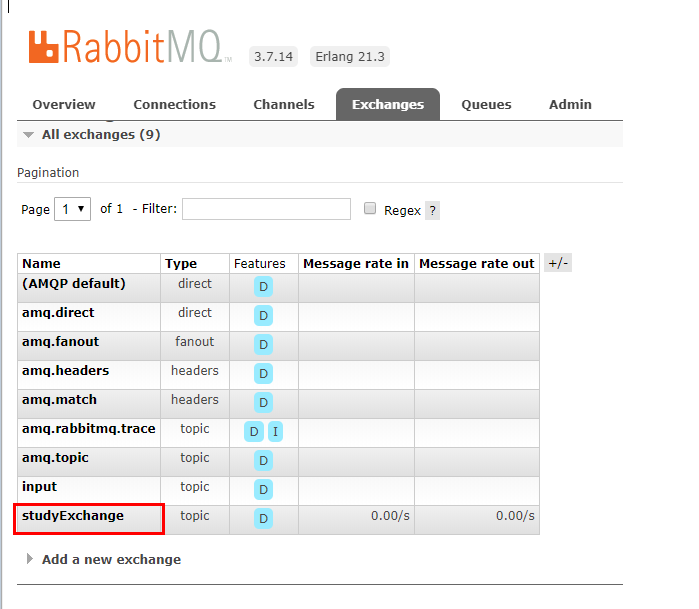 RabbitMQ TM 3.7.14 Erlang 21.3
Overview Connections Channels Exchanges Queues Admin
All exchanges (9)
Pagination
Page 1 of 1 - Filter: Regex ?
Name Type Features Message rate in Message rate out +/-
(AMQP default) direct D
amq.direct direct D
amq.fanout fanout D
amq.headers headers D
amq.match headers D
amq.rabbitmq.trace topic D I
amq.topic topic D
input topic D
studyExchange topic D 0.00/s 0.00/s
Add a new exchange